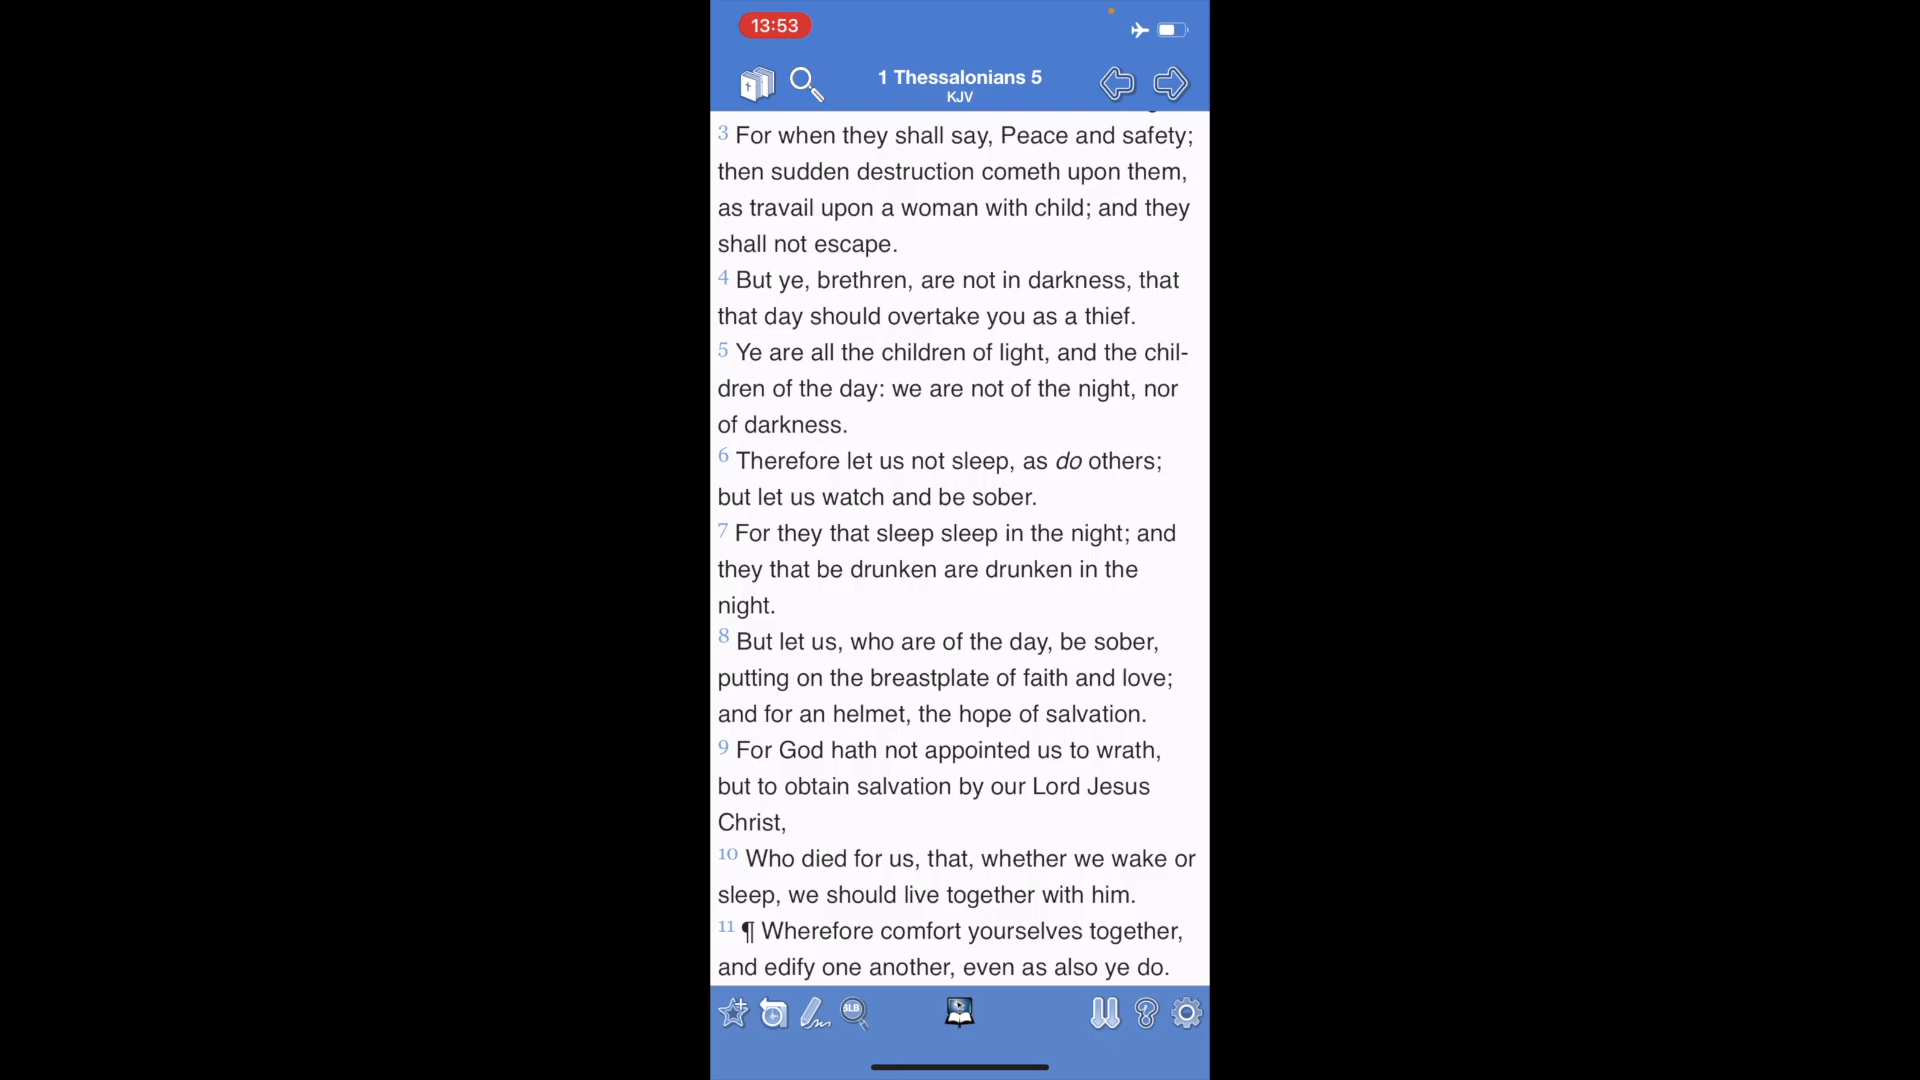 13:53
1 Thessalonians 5
KJV
3 For when they shall say, Peace and safety;
then sudden destruction cometh upon them,
as travail upon a woman with child; and they
shall not escape.
4 But ye, brethren, are not in darkness, that
that day should overtake you as a thief.
5 Ye are all the children of light, and the chil-
dren of the day: we are not of the night, nor
of darkness.
6 Therefore let us not sleep, as do others;
but let us watch and be sober.
7 For they that sleep sleep in the night; and
they that be drunken are drunken in the
night.
8 But let us, who are of the day, be sober,
putting on the breastplate of faith and love;
and for an helmet, the hope of salvation.
9 For God hath not appointed us to wrath,
but to obtain salvation by our Lord Jesus
Christ,
10 Who died for us, that, whether we wake or
sleep, we should live together with him.
11 ¶ Wherefore comfort yourselves together,
and edify one another, even as also ye do.
BLB